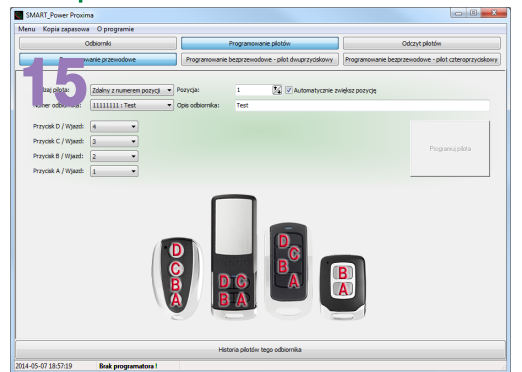 SMART_Power Proxima
Menu Kopia zapasowa O programie
Odbiorniki Programowanie pilotów Odczyt pilotów
wanie przewodowe Programowanie bezprzewodowe - pilot dwuprzyciskowy Programowanie bezprzewodowe - pilot czteroprzyciskowy
15
zaj pilota: Zdalny z numerem pozycji Pozycja: 1 Automatycznie zwiększ pozycję
umer odbiornika: 11111111 : Test Opis odbiornika: Test
Przycisk D / Wjazd: 4
Przycisk C / Wjazd: 3
Przycisk B / Wjazd: 2
Przycisk A / Wjazd: 1
Programuj pilota
D
C
B
A
D C
B A
D
C
B
A
B
A
Historia pilotów tego odbiornika
2014-05-07 18:57:19 Brak programatora !